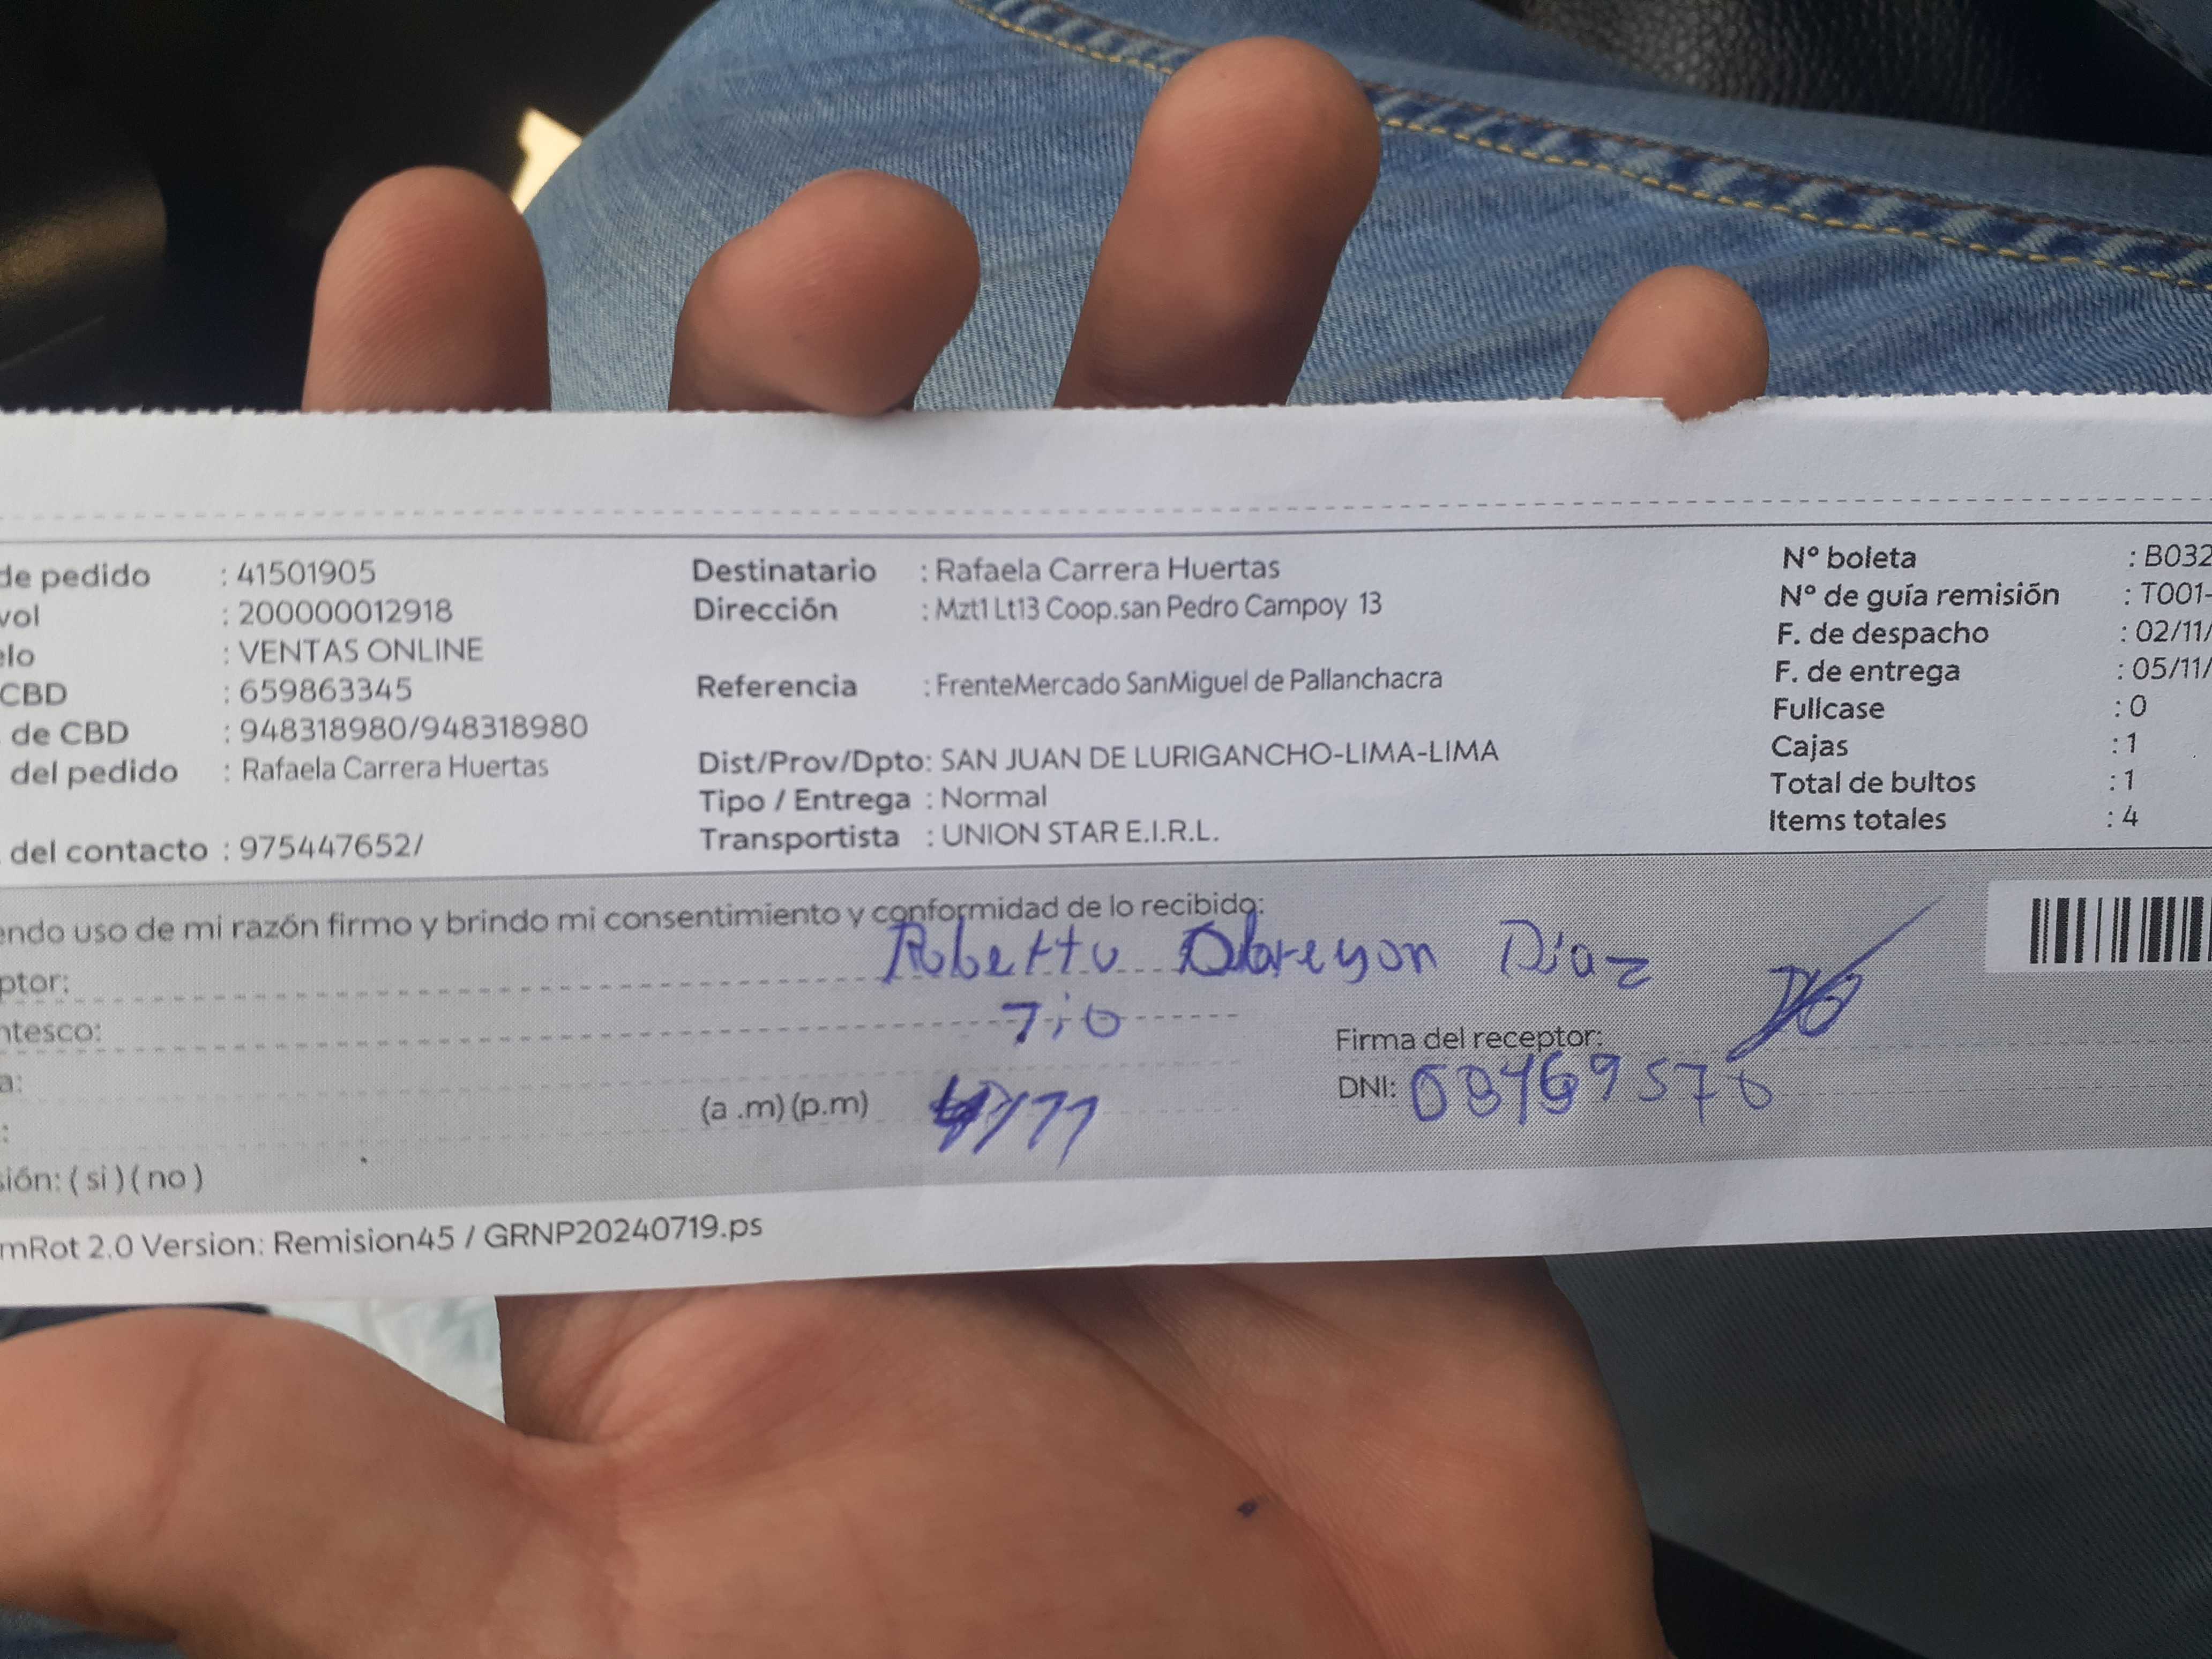 de pedido : 41501905
vol : 200000012918
elo : VENTAS ONLINE
CBD : 659863345
de CBD : 948318980/948318980
del pedido : Rafaela Carrera Huertas
del contacto : 975447652/
Destinatario : Rafaela Carrera Huertas
Dirección : Mzt1 Lt13 Coop.san Pedro Campoy 13
Referencia : FrenteMercado SanMiguel de Pallanchacra
Dist/Prov/Dpto: SAN JUAN DE LURIGANCHO-LIMA-LIMA
Tipo / Entrega : Normal
Transportista : UNION STAR E.I.R.L.
Nº boleta : B032
Nº de guía remisión : T001-
F. de despacho : 02/11/
F. de entrega : 05/11/
Fullcase : 0
Cajas : 1
Total de bultos : 1
Items totales : 4
endo uso de mi razón firmo y brindo mi consentimiento y conformidad de lo recibido:
ptor: Roberto Obregon Diaz
ntesco: Tio
a:
: (a .m) (p.m)
Firma del receptor:
DNI:
sión: ( si ) ( no )
mRot 2.0 Version: Remision45 / GRNP20240719.ps